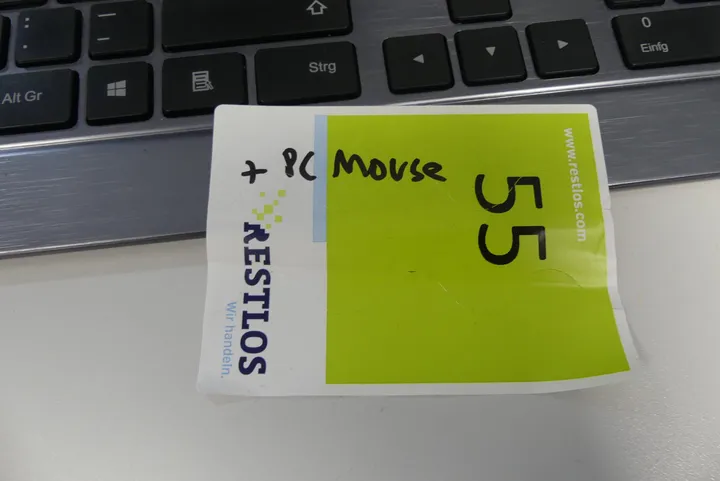 : ;
. ,
— -
Alt Gr
Strg
0
Einfg
+ PC Mouse
55
www.restlos.com
RESTLOS
Wir handeln.